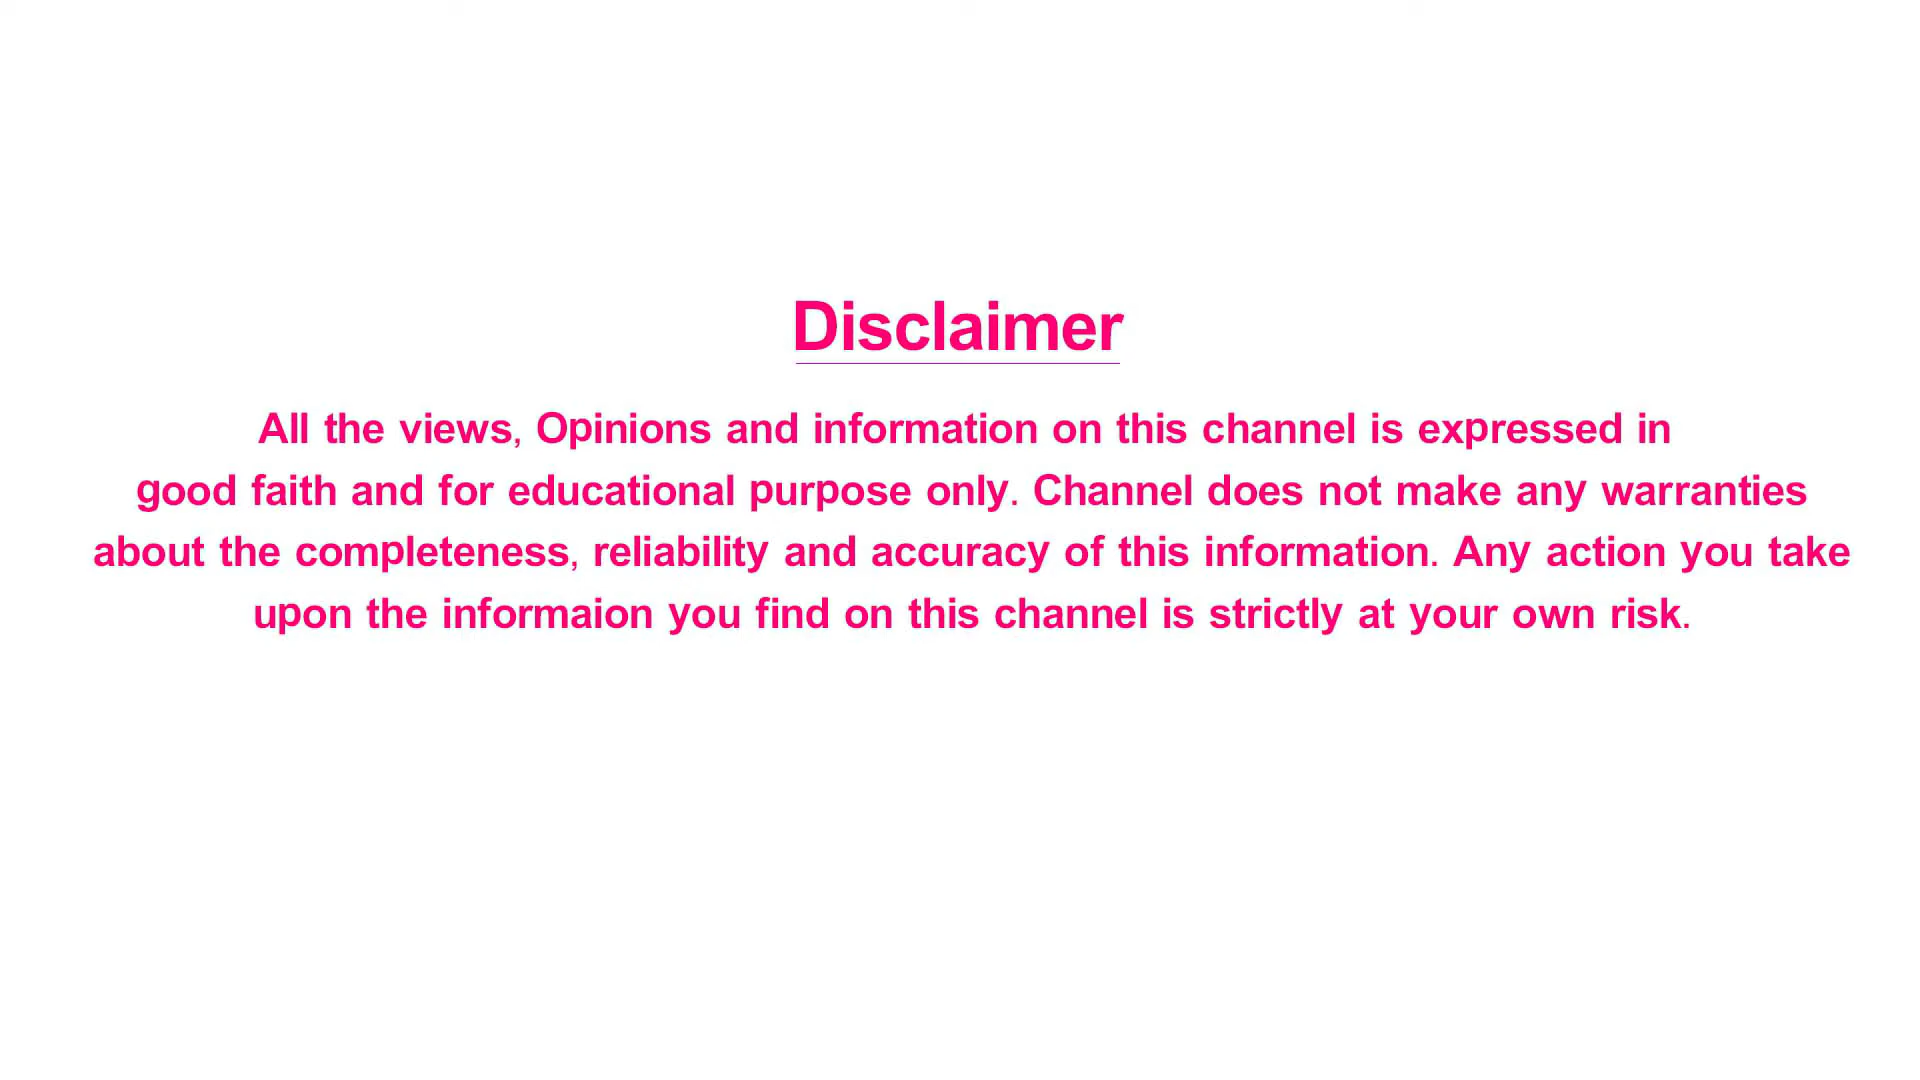 Disclaimer
All the views, Opinions and information on this channel is expressed in
good faith and for educational purpose only. Channel does not make any warranties
about the completeness, reliability and accuracy of this information. Any action you take
upon the informaion you find on this channel is strictly at your own risk.